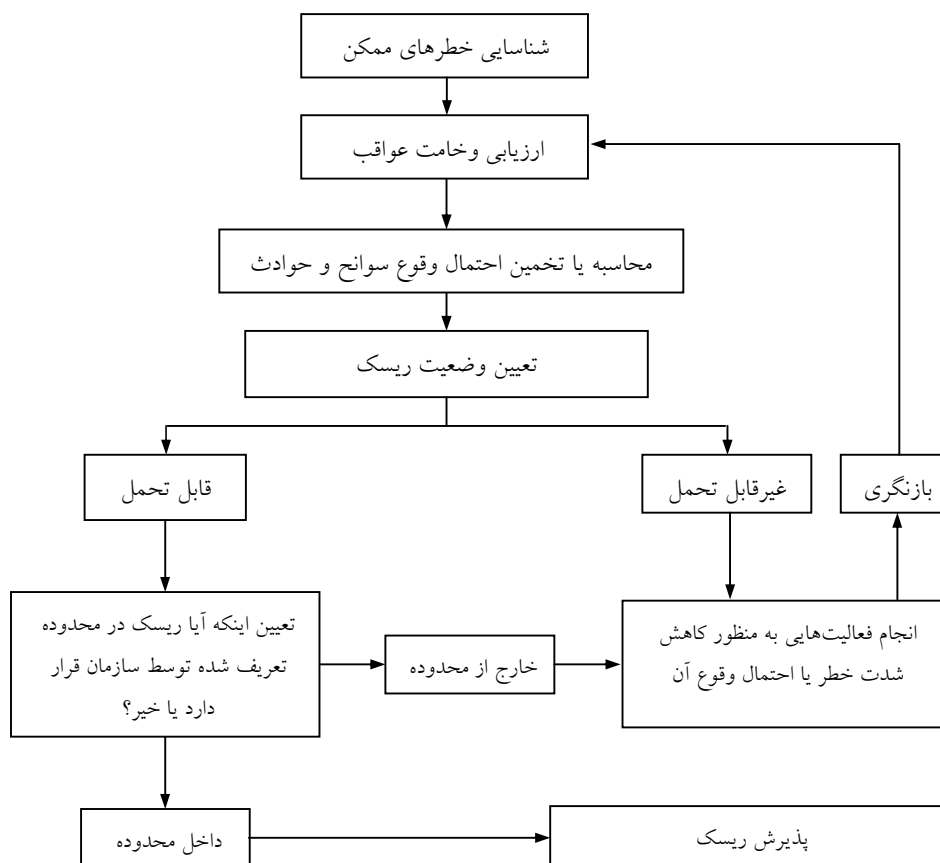 شناسایی خطرهای ممکن
ارزیابی وخامت عواقب
محاسبه یا تخمین احتمال وقوع سوانح و حوادث
تعیین وضعیت ریسک
قابل تحمل
غیرقابل تحمل
بازنگری
تعیین اینکه آیا ریسک در محدوده
تعریف شده توسط سازمان قرار
دارد یا خیر؟
خارج از محدوده
انجام فعالیت‌هایی به منظور کاهش
شدت خطر یا احتمال وقوع آن
داخل محدوده
پذیرش ریسک